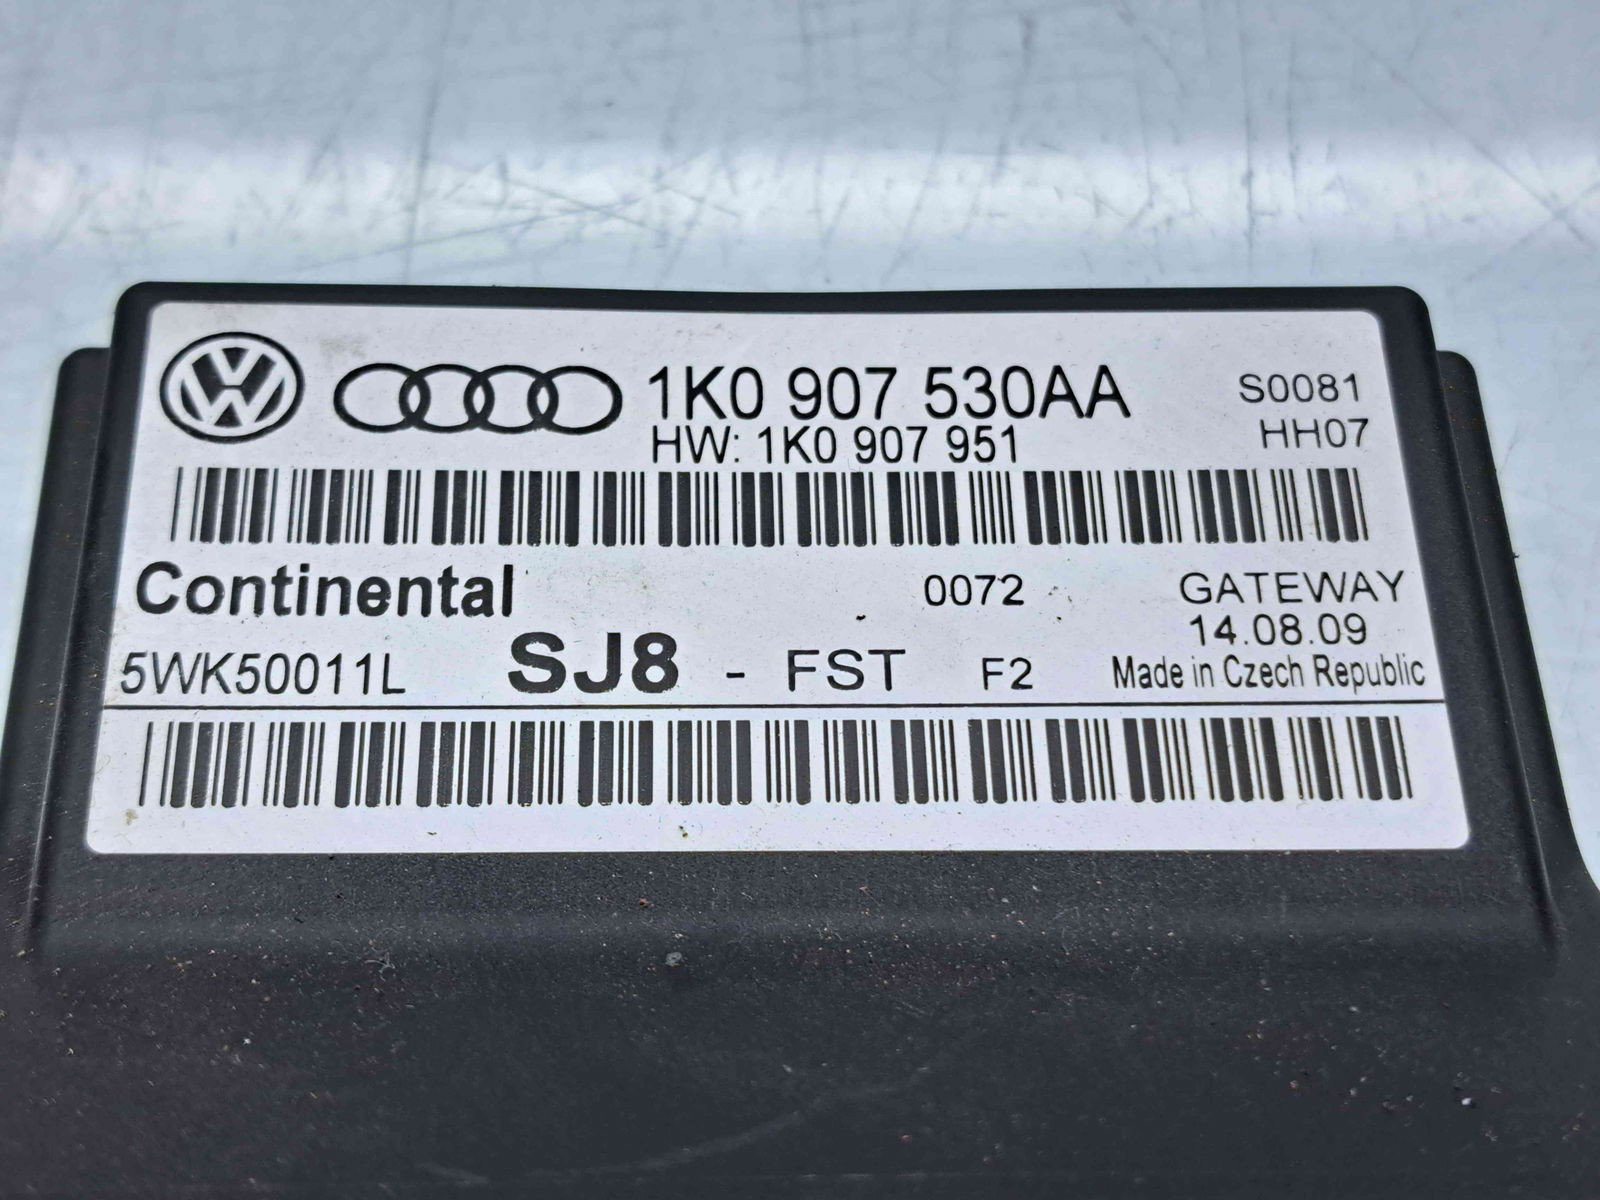 1K0 907 530AA S0081
HW: 1K0 907 951 HH07
Continental 0072 GATEWAY
14.08.09
5WK50011L SJ8 - FST F2 Made in Czech Republic